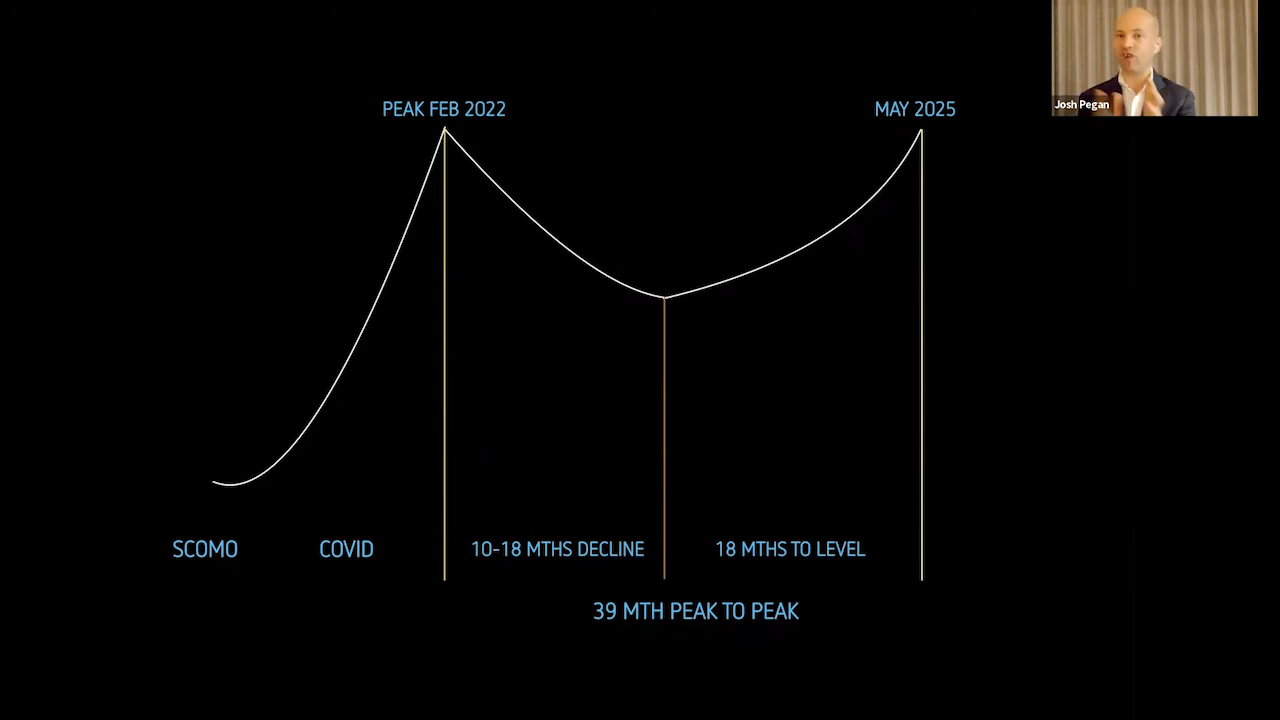 PEAK FEB 2022
MAY 2025
Josh Pegan
SCOMO
COVID
10-18 MTHS DECLINE
18 MTHS TO LEVEL
39 MTH PEAK TO PEAK